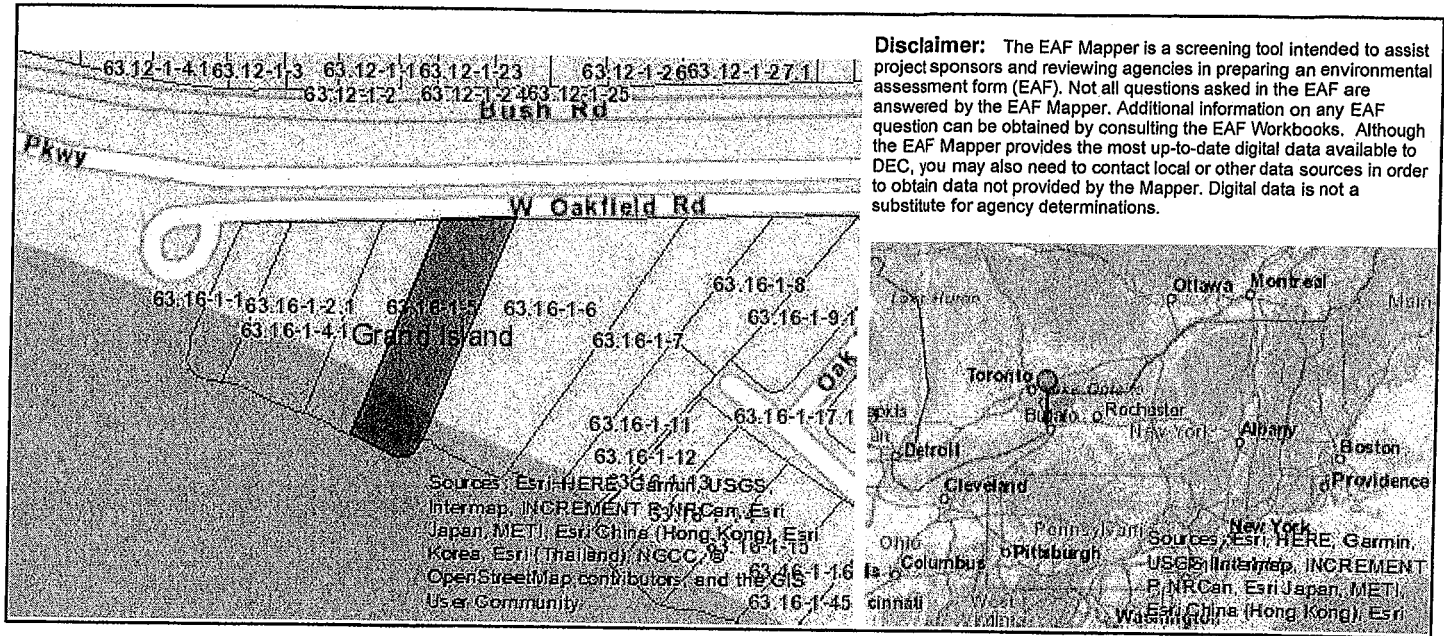 63.12-1-4.1 63.12-1-3 63.12-1-1 63.12-1-23 63.12-1-26 63.12-1-27.1
63.12-1-2 63.12-1-24 63.12-1-25
Bush Rd
Pkwy
W Oakfield Rd
63.16-1-8
63.16-1-1 63.16-1-2.1 63.16-1-5 63.16-1-6
63.16-1-9.1
63.16-1-4.1 Grand Island
63.16-1-7
Oak
63.16-1-11 63.16-1-17.1
63.16-1-12
Sources: Esri, HERE, Garmin, USGS,
Intermap, INCREMENT P, NRCan, Esri
Japan, METI, Esri China (Hong Kong), Esri
Korea, Esri (Thailand), NGCC, ©
63.16-1-15
OpenStreetMap contributors, and the GIS
63.16-1-16
User Community
63.16-1-45
Disclaimer: The EAF Mapper is a screening tool intended to assist
project sponsors and reviewing agencies in preparing an environmental
assessment form (EAF). Not all questions asked in the EAF are
answered by the EAF Mapper. Additional information on any EAF
question can be obtained by consulting the EAF Workbooks. Although
the EAF Mapper provides the most up-to-date digital data available to
DEC, you may also need to contact local or other data sources in order
to obtain data not provided by the Mapper. Digital data is not a
substitute for agency determinations.
Ottawa Montreal
Lake Huron
Toronto
Buffalo Rochester
New York
Albany
Detroit
Boston
Cleveland
Providence
Pennsylvania
New York
Ohio
Pittsburgh
Columbus
West
cinnati
Washington
Sources: Esri, HERE, Garmin,
USGS, Intermap, INCREMENT
P, NRCan, Esri Japan, METI,
Esri China (Hong Kong), Esri